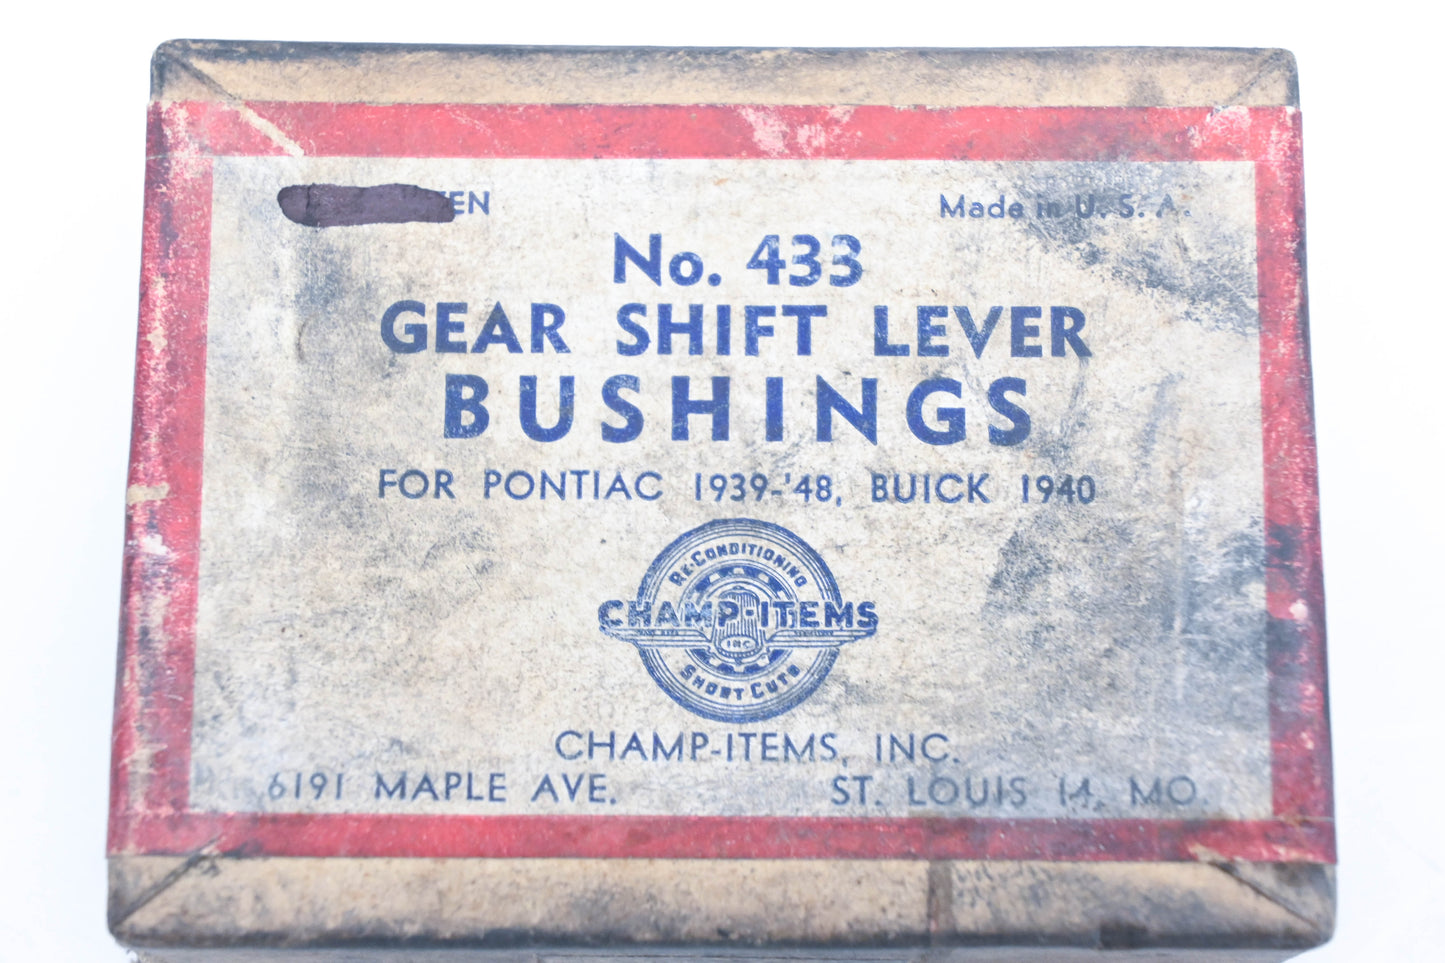 Made in U. S. A.
No. 433
GEAR SHIFT LEVER
BUSHINGS
FOR PONTIAC 1939-'48, BUICK 1940
RE-CONDITIONING
CHAMP-ITEMS
INC
SHORT CUTS
CHAMP-ITEMS, INC.
6191 MAPLE AVE. ST. LOUIS 14, MO.